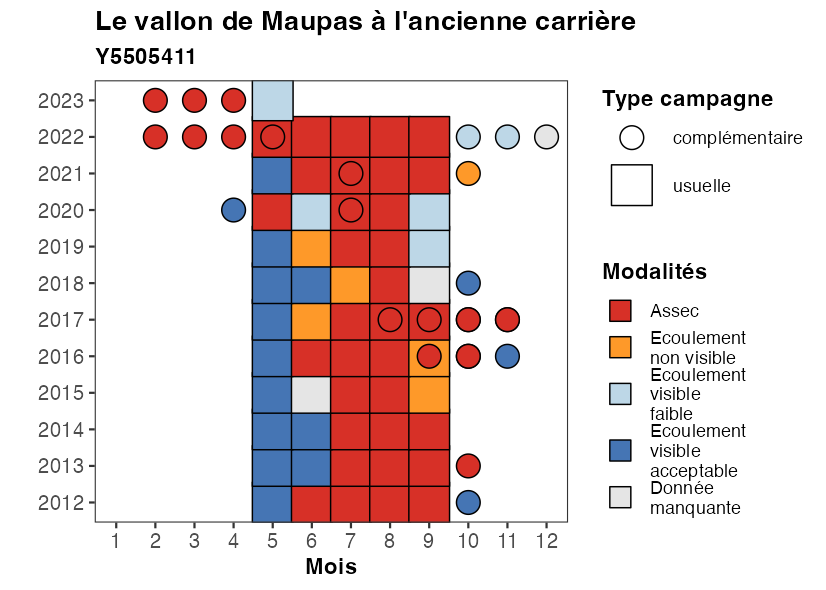 Le vallon de Maupas à l'ancienne carrière
Y5505411
2023
2022
2021
2020
2019
2018
2017
2016
2015
2014
2013
2012
1 2 3 4 5 6 7 8 9 10 11 12
Mois
Type campagne
complémentaire
usuelle
Modalités
Assec
Ecoulement
non visible
Ecoulement
visible
faible
Ecoulement
visible
acceptable
Donnée
manquante